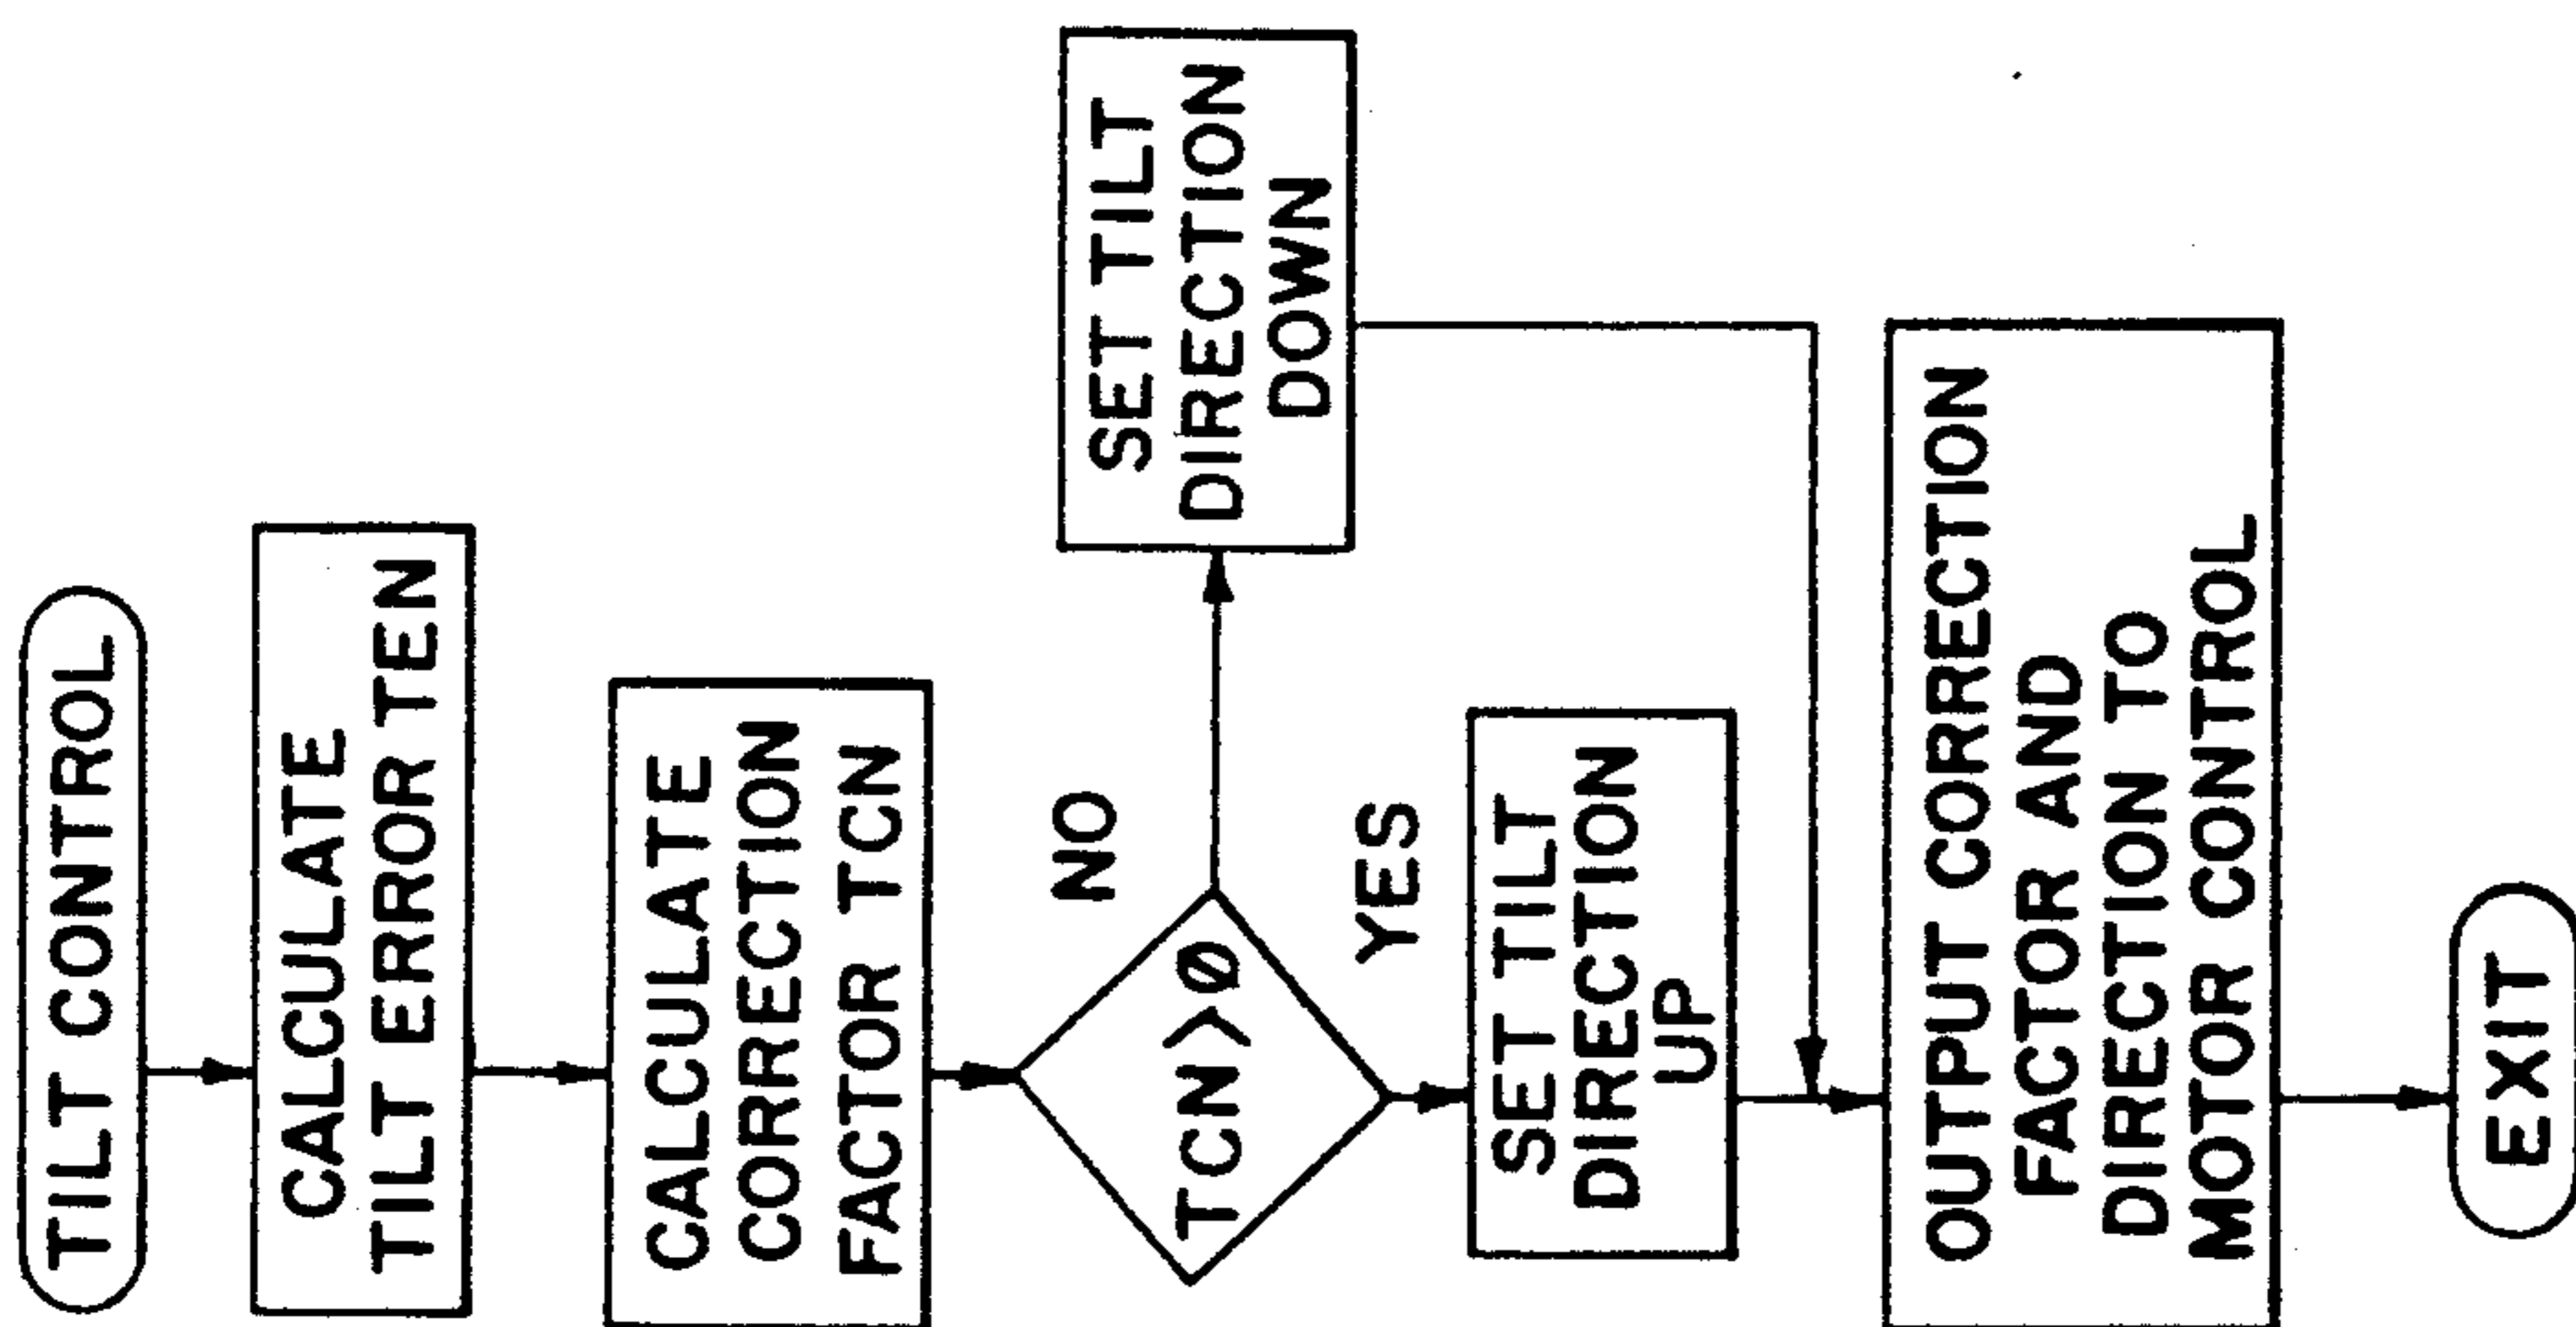 TILT CONTROL
CALCULATE
TILT ERROR TEN
CALCULATE
CORRECTION
FACTOR TCN
TCN>0
NO
SET TILT
DIRECTION
DOWN
YES
SET TILT
DIRECTION
UP
OUTPUT CORRECTION
FACTOR AND
DIRECTION TO
MOTOR CONTROL
EXIT